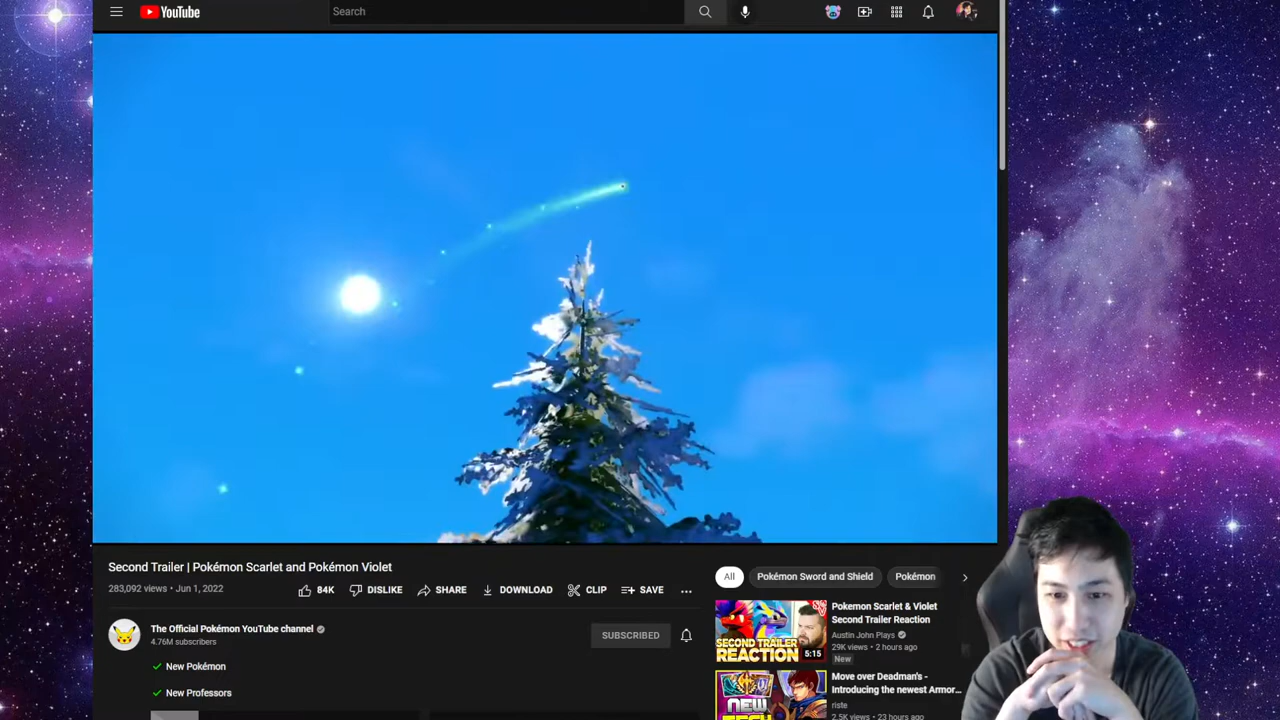 YouTube
Search
Second Trailer | Pokémon Scarlet and Pokémon Violet
283,092 views • Jun 1, 2022
84K
DISLIKE
SHARE
DOWNLOAD
CLIP
SAVE
The Official Pokémon YouTube channel
4.76M subscribers
SUBSCRIBED
New Pokémon
New Professors
All
Pokémon Sword and Shield
Pokémon
SECOND TRAILER
REACTION
5:15
Pokemon Scarlet & Violet
Second Trailer Reaction
Austin John Plays
29K views • 2 hours ago
New
NEW
TECH
Move over Deadman's -
Introducing the newest Armor...
riste
2.5K views • 23 hours ago